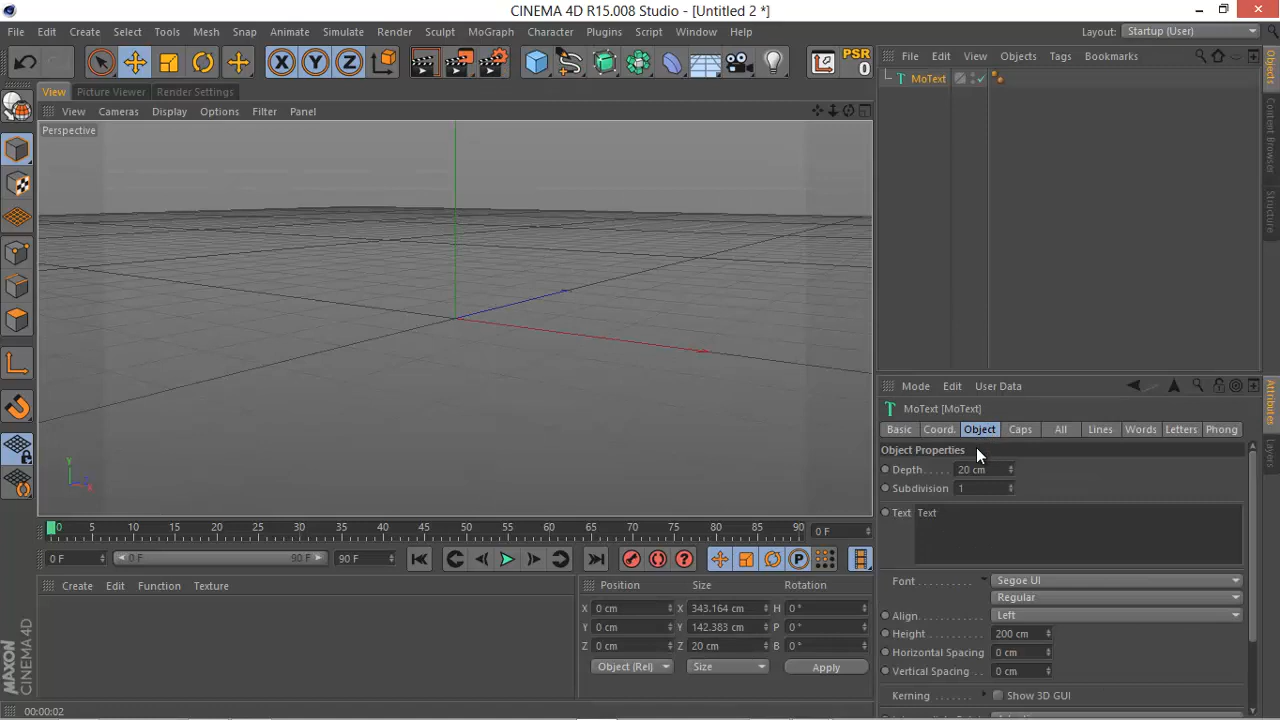 CINEMA 4D R15.008 Studio - [Untitled 2 *]
File Edit Create Select Tools Mesh Snap Animate Simulate Render Sculpt MoGraph Character Plugins Script Window Help
Layout: Startup (User)
X Y Z
PSR
0
File Edit View Objects Tags Bookmarks
MoText
View Picture Viewer Render Settings
View Cameras Display Options Filter Panel
Perspective
Y
Objects
Content Browser
Structure
Mode Edit User Data
MoText [MoText]
Basic Coord. Object Caps All Lines Words Letters Phong
Object Properties
Depth . . . . . 20 cm
Subdivision 1
Text Text
Font . . . . . . . . . . Segoe UI
Regular
Align. . . . . . . . . . Left
Height . . . . . . . . . 200 cm
Horizontal Spacing 0 cm
Vertical Spacing . . 0 cm
Kerning . . . . . . . Show 3D GUI
Attributes
Layers
0 5 10 15 20 25 30 35 40 45 50 55 60 65 70 75 80 85 90 0 F
0 F 0 F 90 F 90 F
P
Create Edit Function Texture
Position Size Rotation
X 0 cm X 343.164 cm H 0 °
Y 0 cm Y 142.383 cm P 0 °
Z 0 cm Z 20 cm B 0 °
Object (Rel) Size Apply
MAXON
CINEMA 4D
00:00:02